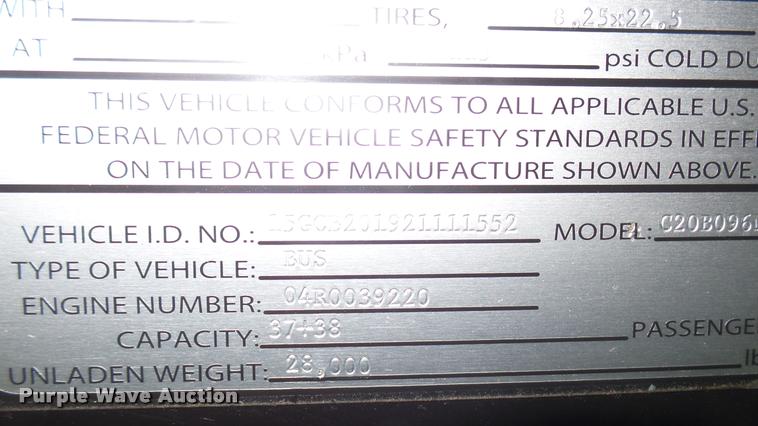 WITH TIRES, 8.25x22.5
AT kPa psi COLD DU
THIS VEHICLE CONFORMS TO ALL APPLICABLE U.S.
FEDERAL MOTOR VEHICLE SAFETY STANDARDS IN EFF
ON THE DATE OF MANUFACTURE SHOWN ABOVE.
VEHICLE I.D. NO.: 15GCB201921111552 MODEL: C20B096
TYPE OF VEHICLE: BUS
ENGINE NUMBER: 04R0039220
CAPACITY: 37+38 PASSENGE
UNLADEN WEIGHT: 28,000 lb
Purple Wave Auction